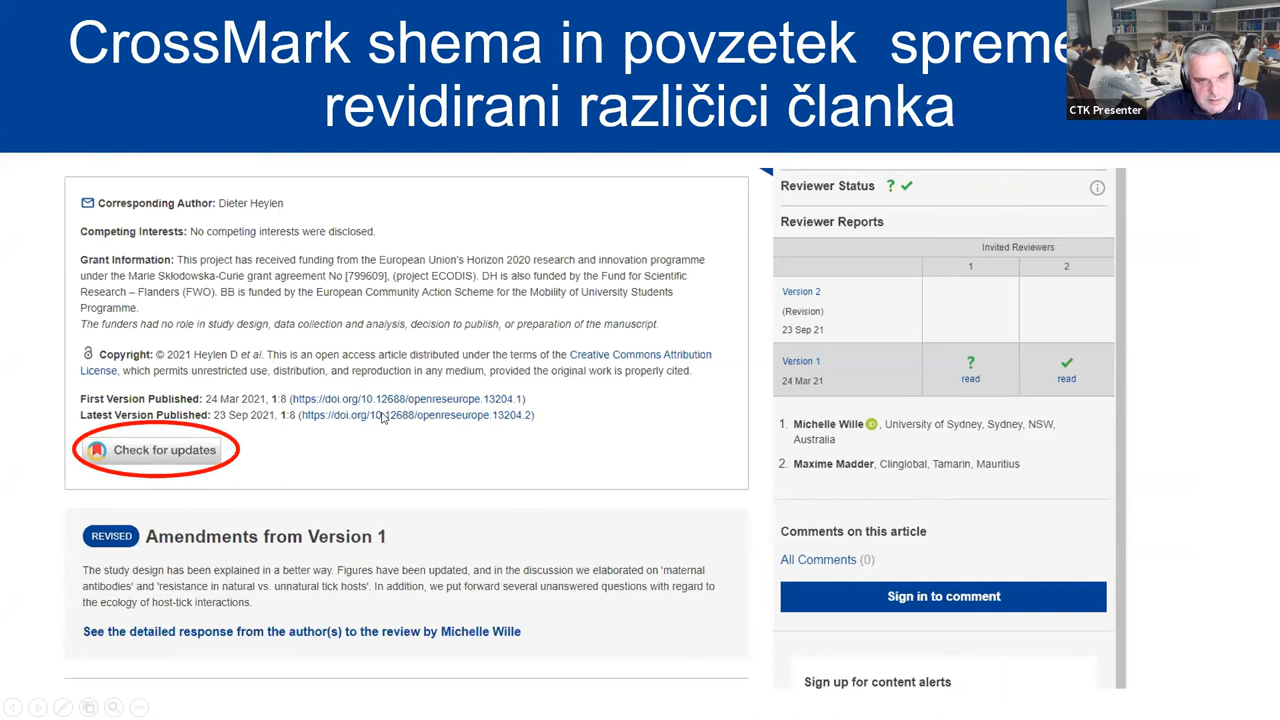 CrossMark shema in povzetek
revidirani različici članka
CTK Presenter
Corresponding Author: Dieter Heylen
Competing Interests: No competing interests were disclosed.
Grant Information: This project has received funding from the European Union's Horizon 2020 research and innovation programme
under the Marie Skłodowska-Curie grant agreement No [799609], (project ECODIS). DH is also funded by the Fund for Scientific
Research – Flanders (FWO). BB is funded by the European Community Action Scheme for the Mobility of University Students
Programme.
The funders had no role in study design, data collection and analysis, decision to publish, or preparation of the manuscript.
Copyright: © 2021 Heylen D et al. This is an open access article distributed under the terms of the Creative Commons Attribution
License, which permits unrestricted use, distribution, and reproduction in any medium, provided the original work is properly cited.
First Version Published: 24 Mar 2021, 1:8 (https://doi.org/10.12688/openreseurope.13204.1)
Latest Version Published: 23 Sep 2021, 1:8 (https://doi.org/10.12688/openreseurope.13204.2)
Check for updates
REVISED Amendments from Version 1
The study design has been explained in a better way. Figures have been updated, and in the discussion we elaborated on 'maternal
antibodies' and 'resistance in natural vs. unnatural tick hosts'. In addition, we put forward several unanswered questions with regard to
the ecology of host-tick interactions.
See the detailed response from the author(s) to the review by Michelle Wille
Reviewer Status ? ✓
Reviewer Reports
Invited Reviewers
1 2
Version 2
(Revision)
23 Sep 21
Version 1
24 Mar 21
? ✓
read read
1. Michelle Wille iD, University of Sydney, Sydney, NSW,
Australia
2. Maxime Madder, Clinglobal, Tamarin, Mauritius
Comments on this article
All Comments (0)
Sign in to comment
Sign up for content alerts